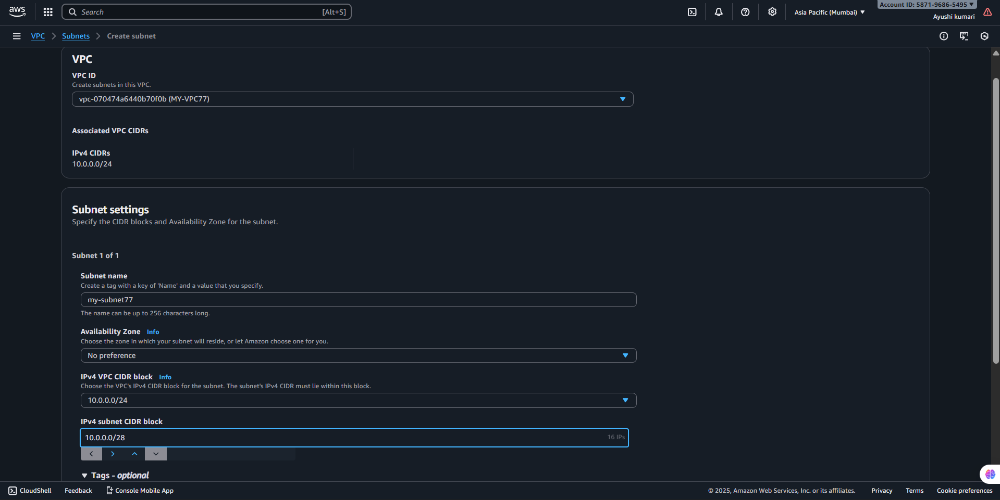 aws
Search
[Alt+S]
Asia Pacific (Mumbai)
Account ID: 5871-9686-5495
Ayushi kumari
VPC
Subnets
Create subnet
VPC
VPC ID
Create subnets in this VPC.
vpc-070474a6440b70f0b (MY-VPC77)
Associated VPC CIDRs
IPv4 CIDRs
10.0.0.0/24
Subnet settings
Specify the CIDR blocks and Availability Zone for the subnet.
Subnet 1 of 1
Subnet name
Create a tag with a key of 'Name' and a value that you specify.
my-subnet77
The name can be up to 256 characters long.
Availability Zone Info
Choose the zone in which your subnet will reside, or let Amazon choose one for you.
No preference
IPv4 VPC CIDR block Info
Choose the VPC's IPv4 CIDR block for the subnet. The subnet's IPv4 CIDR must lie within this block.
10.0.0.0/24
IPv4 subnet CIDR block
10.0.0.0/28
16 IPs
Tags - optional
CloudShell
Feedback
Console Mobile App
© 2025, Amazon Web Services, Inc. or its affiliates.
Privacy
Terms
Cookie preferences